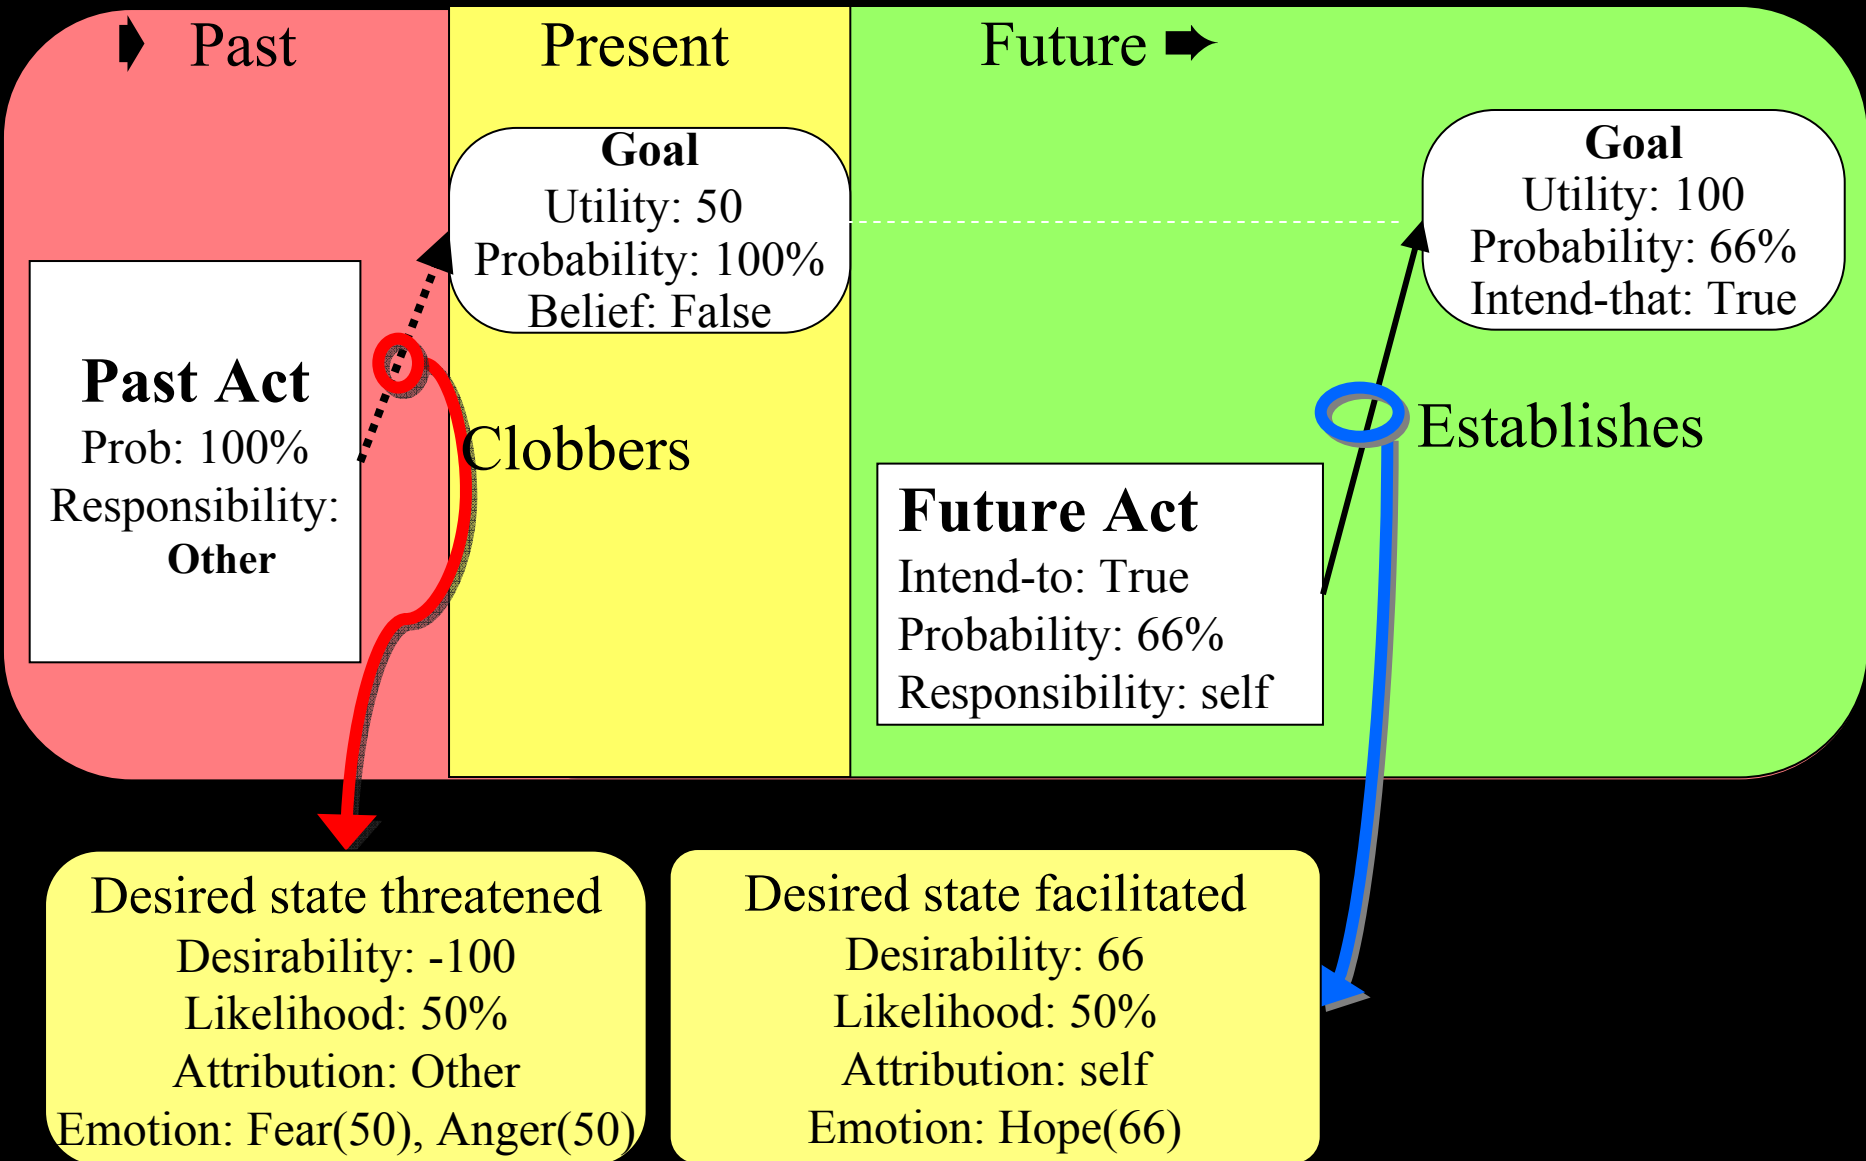 Past
Present
Future
Goal
Utility: 50
Probability: 100%
Belief: False
Goal
Utility: 100
Probability: 66%
Intend-that: True
Past Act
Prob: 100%
Responsibility:
Other
Clobbers
Establishes
Future Act
Intend-to: True
Probability: 66%
Responsibility: self
Desired state threatened
Desirability: -100
Likelihood: 50%
Attribution: Other
Emotion: Fear(50), Anger(50)
Desired state facilitated
Desirability: 66
Likelihood: 50%
Attribution: self
Emotion: Hope(66)